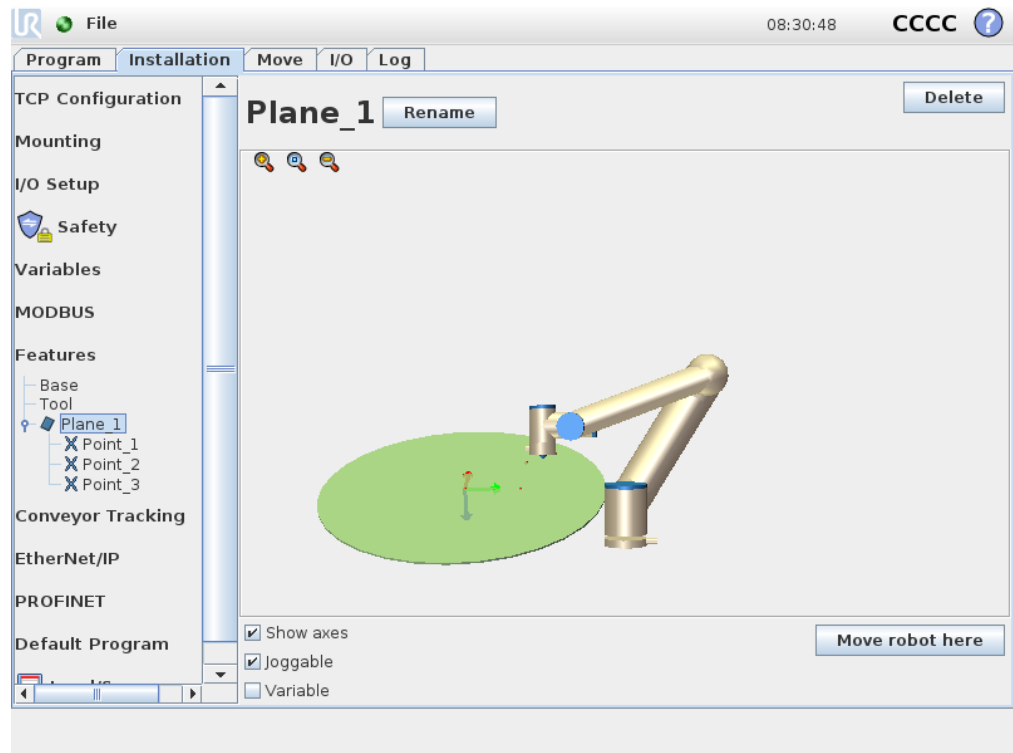 UR File 08:30:48 CCCC ?
Program Installation Move I/O Log
TCP Configuration
Mounting
I/O Setup
Safety
Variables
MODBUS
Features
Base
Tool
Plane_1
Point_1
Point_2
Point_3
Conveyor Tracking
EtherNet/IP
PROFINET
Default Program
Plane_1 Rename Delete
Show axes
Joggable
Variable
Move robot here